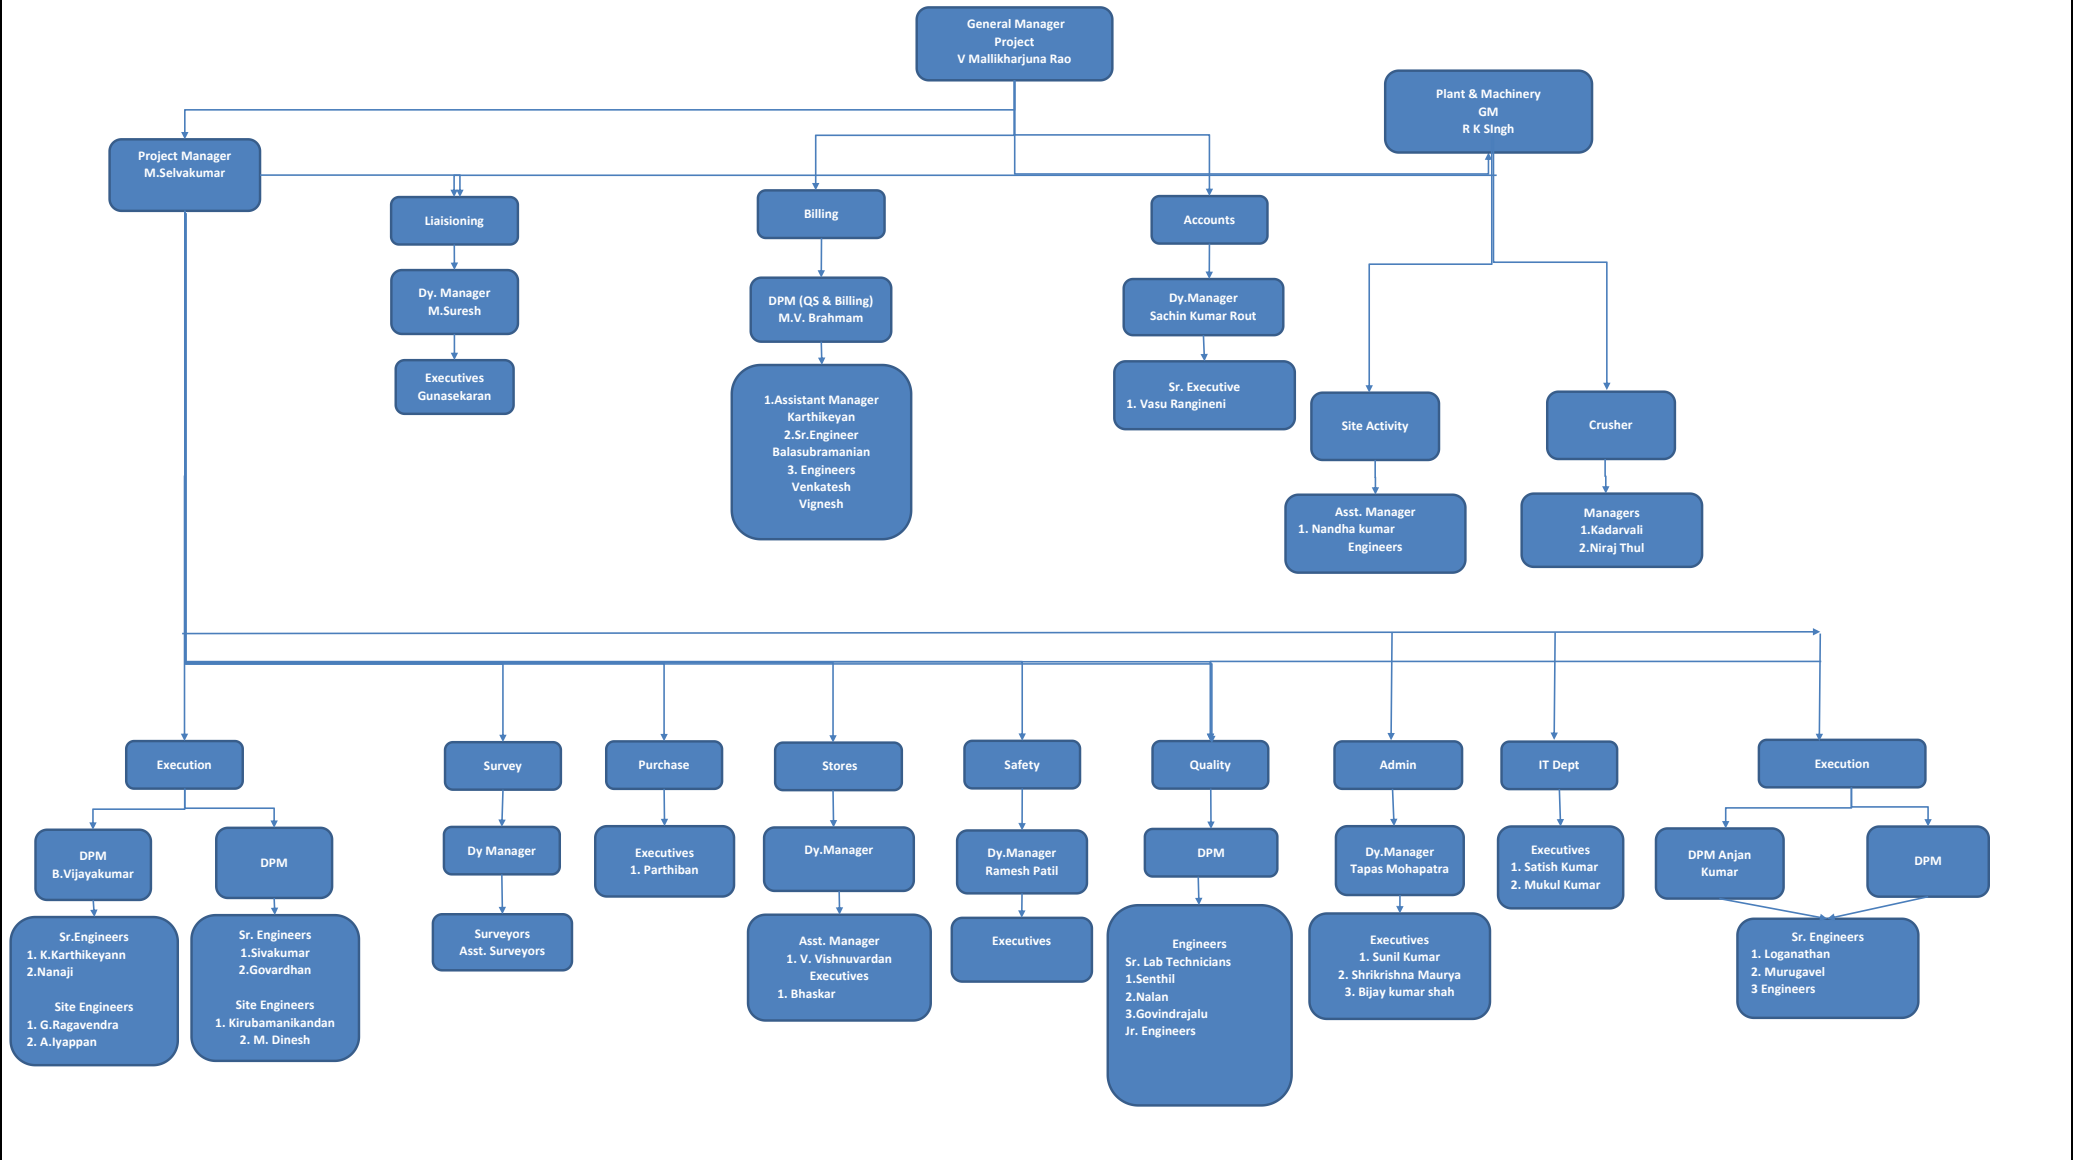 General Manager
Project
V Mallikharjuna Rao
Plant & Machinery
GM
R K SIngh
Project Manager
M.Selvakumar
Liaisioning
Billing
Accounts
Dy. Manager
M.Suresh
DPM (QS & Billing)
M.V. Brahmam
Dy.Manager
Sachin Kumar Rout
Executives
Gunasekaran
1.Assistant Manager
Karthikeyan
2.Sr.Engineer
Balasubramanian
3. Engineers
Venkatesh
Vignesh
Sr. Executive
1. Vasu Rangineni
Site Activity
Crusher
Asst. Manager
1. Nandha kumar
Engineers
Managers
1.Kadarvali
2.Niraj Thul
Execution
Survey
Purchase
Stores
Safety
Quality
Admin
IT Dept
Execution
DPM
B.Vijayakumar
DPM
Dy Manager
Executives
1. Parthiban
Dy.Manager
Dy.Manager
Ramesh Patil
DPM
Dy.Manager
Tapas Mohapatra
Executives
1. Satish Kumar
2. Mukul Kumar
DPM Anjan
Kumar
DPM
Sr.Engineers
1. K.Karthikeyann
2.Nanaji
Site Engineers
1. G.Ragavendra
2. A.Iyappan
Sr. Engineers
1.Sivakumar
2.Govardhan
Site Engineers
1. Kirubamanikandan
2. M. Dinesh
Surveyors
Asst. Surveyors
Asst. Manager
1. V. Vishnuvardan
Executives
1. Bhaskar
Executives
Engineers
Sr. Lab Technicians
1.Senthil
2.Nalan
3.Govindrajalu
Jr. Engineers
Executives
1. Sunil Kumar
2. Shrikrishna Maurya
3. Bijay kumar shah
Sr. Engineers
1. Loganathan
2. Murugavel
3 Engineers